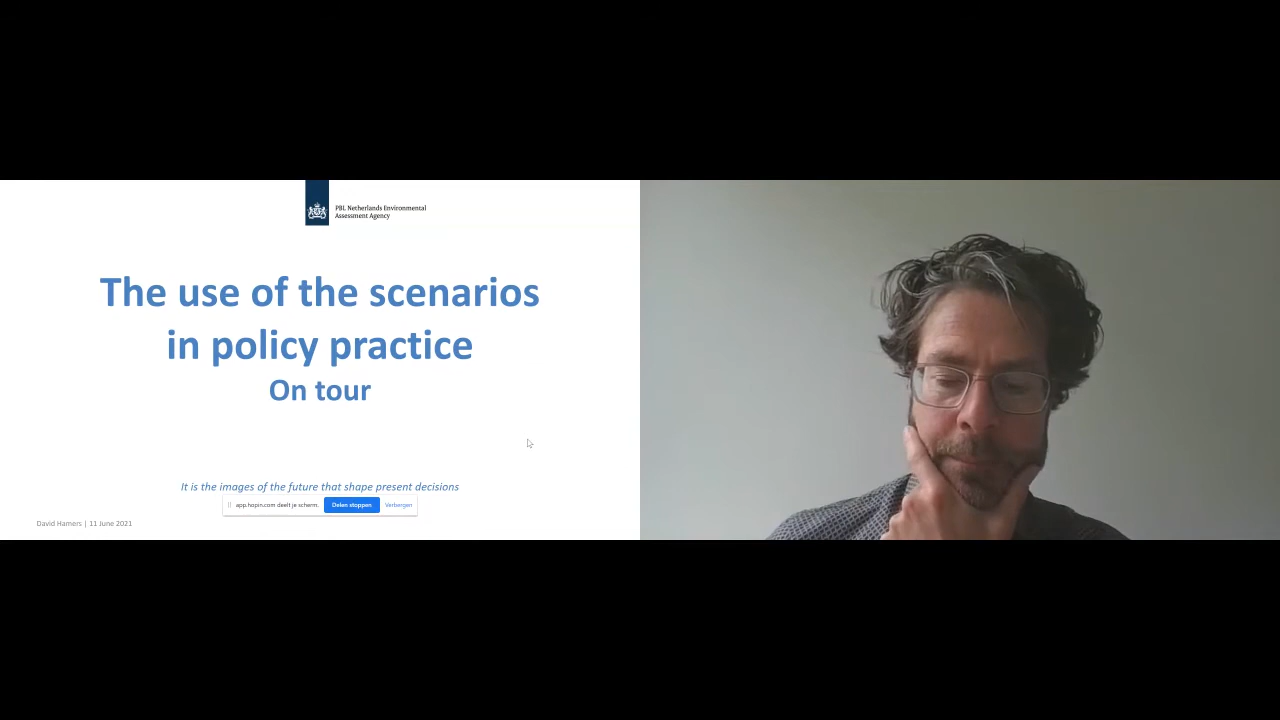 PBL Netherlands Environmental
Assessment Agency
The use of the scenarios
in policy practice
On tour
It is the images of the future that shape present decisions
app.hopin.com deelt je scherm. Delen stoppen Verbergen
David Hamers | 11 June 2021